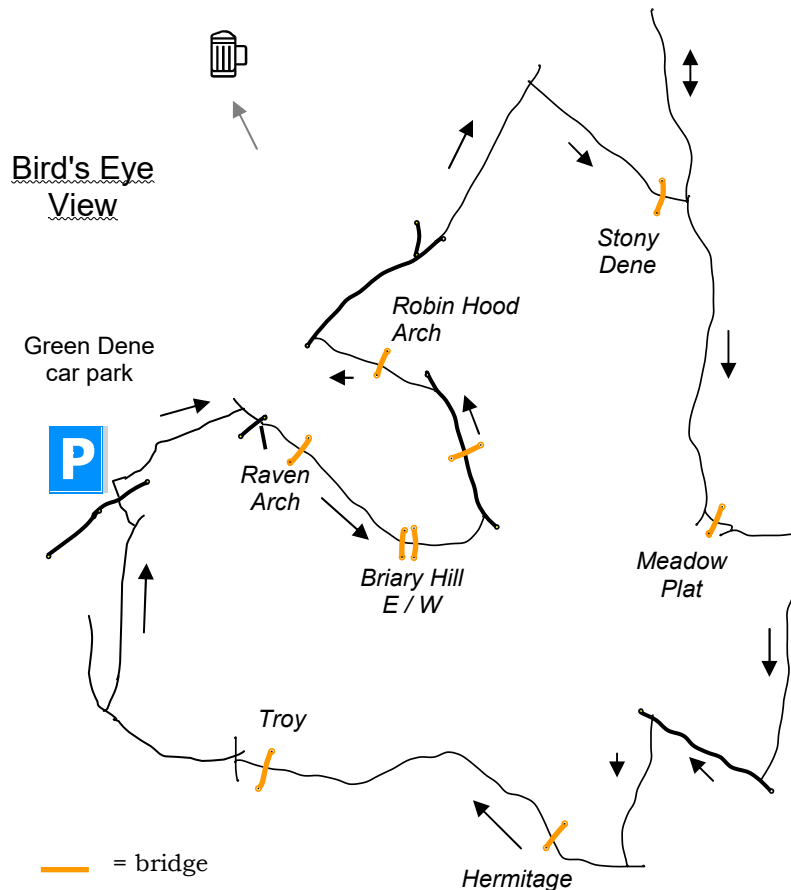 Bird's Eye
View
Stony
Dene
Robin Hood
Arch
Green Dene
car park
P
Raven
Arch
Meadow
Plat
Briary Hill
E / W
Troy
= bridge
Hermitage